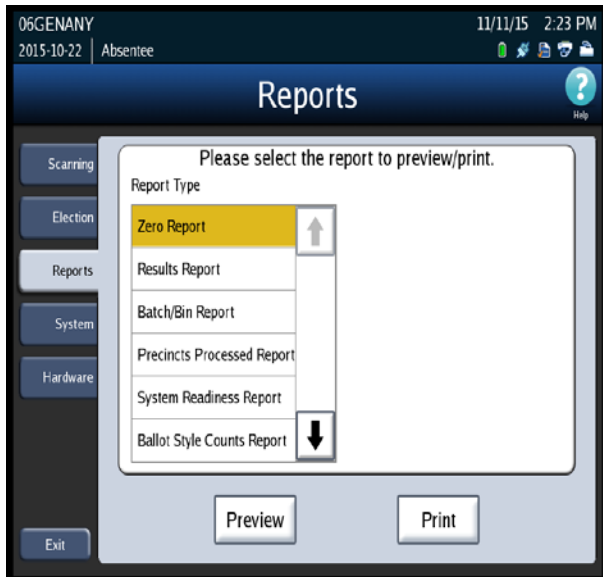 06GENANY
11/11/15 2:23 PM
2015-10-22 Absentee
Reports
Help
Scanning
Election
Reports
System
Hardware
Exit
Please select the report to preview/print.
Report Type
Zero Report
Results Report
Batch/Bin Report
Precincts Processed Report
System Readiness Report
Ballot Style Counts Report
Preview
Print